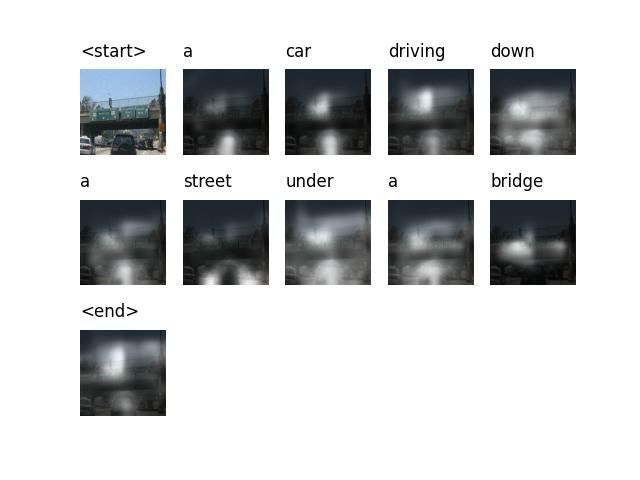 <start> a car driving down
a street under a bridge
<end>